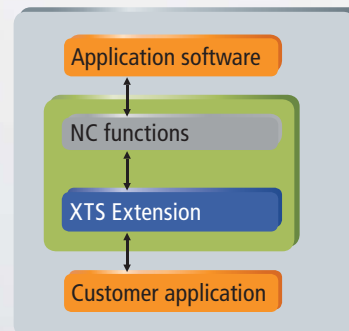 Application software
NC functions
XTS Extension
Customer application